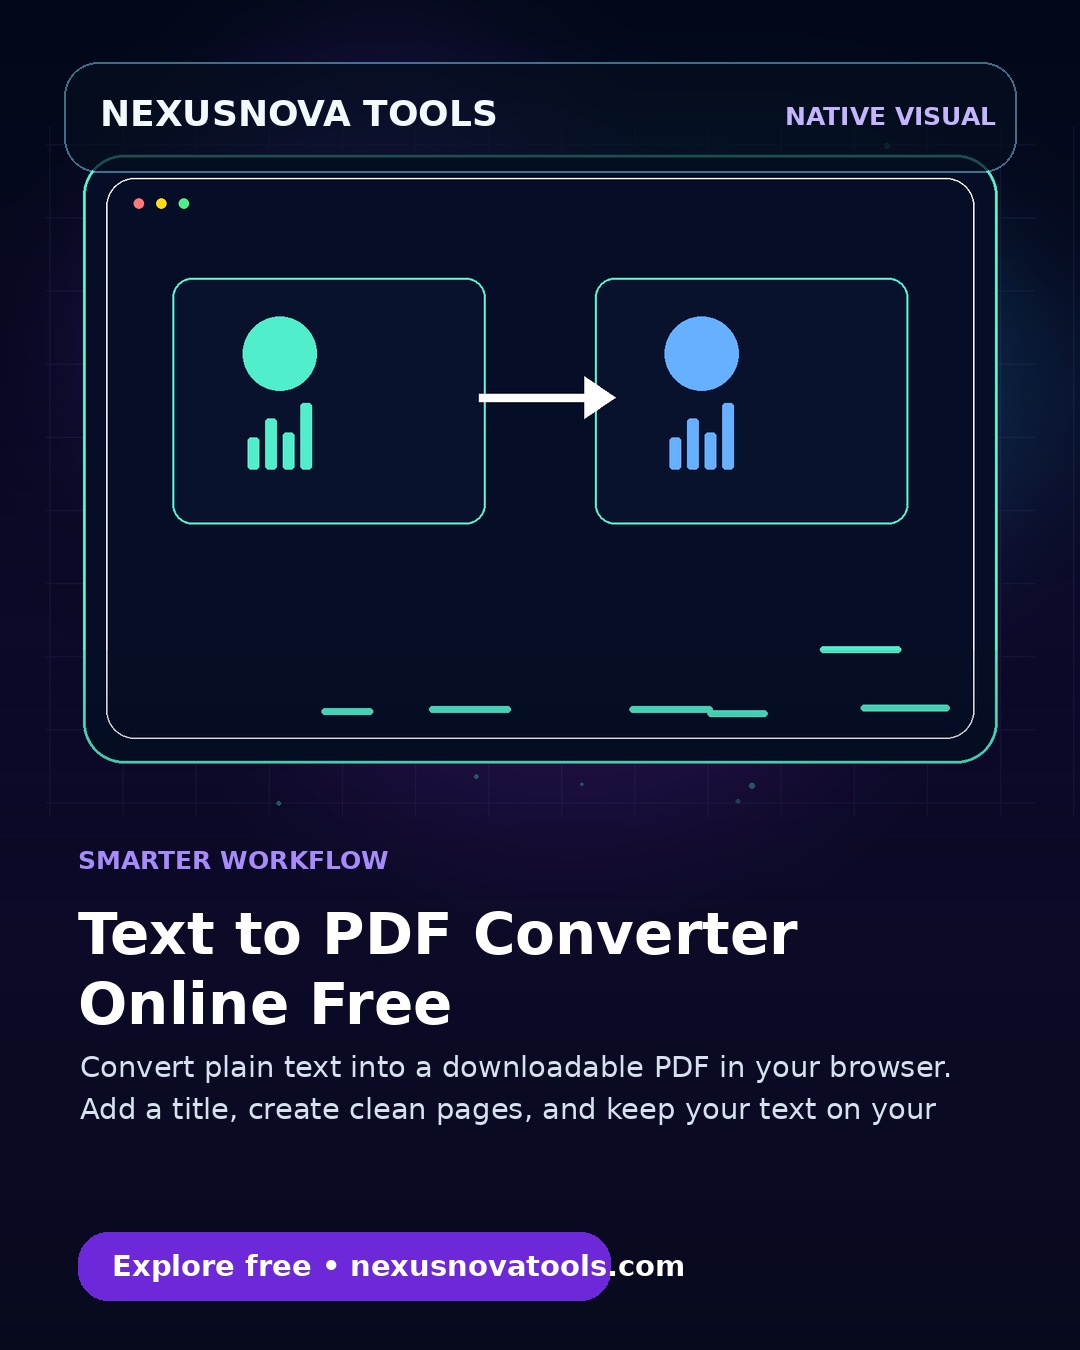 NEXUSNOVA TOOLS
NATIVE VISUAL
SMARTER WORKFLOW
Text to PDF Converter
Online Free
Convert plain text into a downloadable PDF in your browser.
Add a title, create clean pages, and keep your text on your
Explore free • nexusnovatools.com